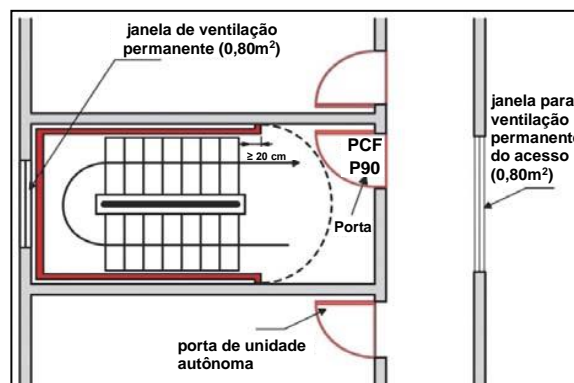 janela de ventilação
permanente (0,80m²)
janela para
ventilação
permanente
do acesso
(0,80m²)
PCF
P90
≥ 20 cm
Porta
porta de unidade
autônoma